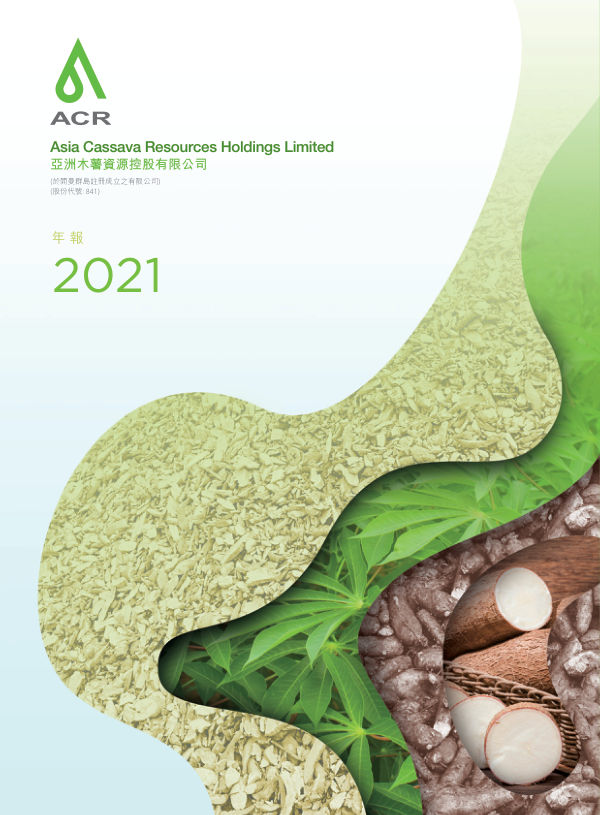 ACR
Asia Cassava Resources Holdings Limited
亞洲木薯資源控股有限公司
(於開曼群島註冊成立之有限公司)
(股份代號: 841)
年報
2021